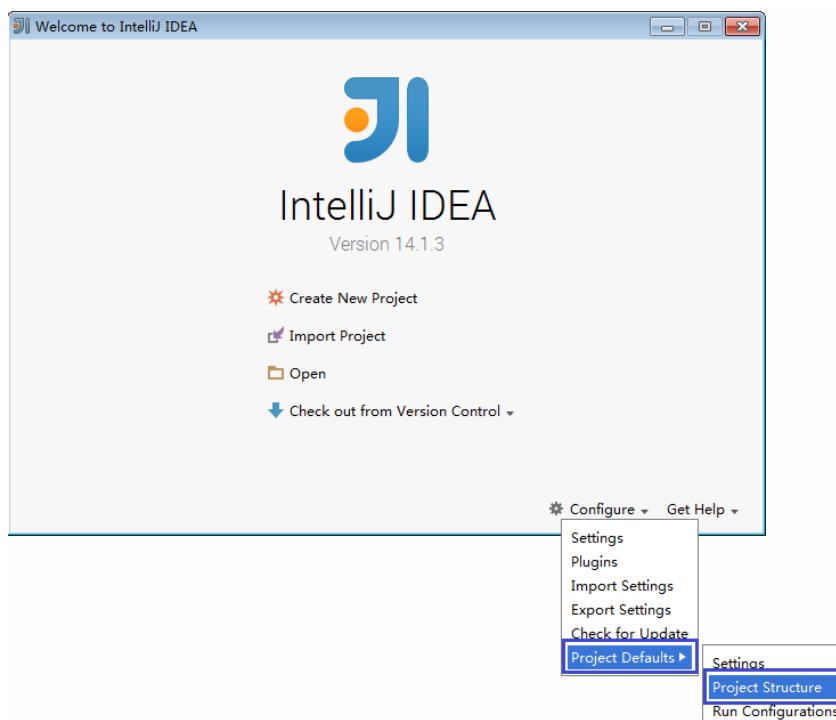 Welcome to IntelliJ IDEA
IntelliJ IDEA
Version 14.1.3
Create New Project
Import Project
Open
Check out from Version Control
Configure Get Help
Settings
Plugins
Import Settings
Export Settings
Check for Update
Project Defaults
Settings
Project Structure
Run Configurations